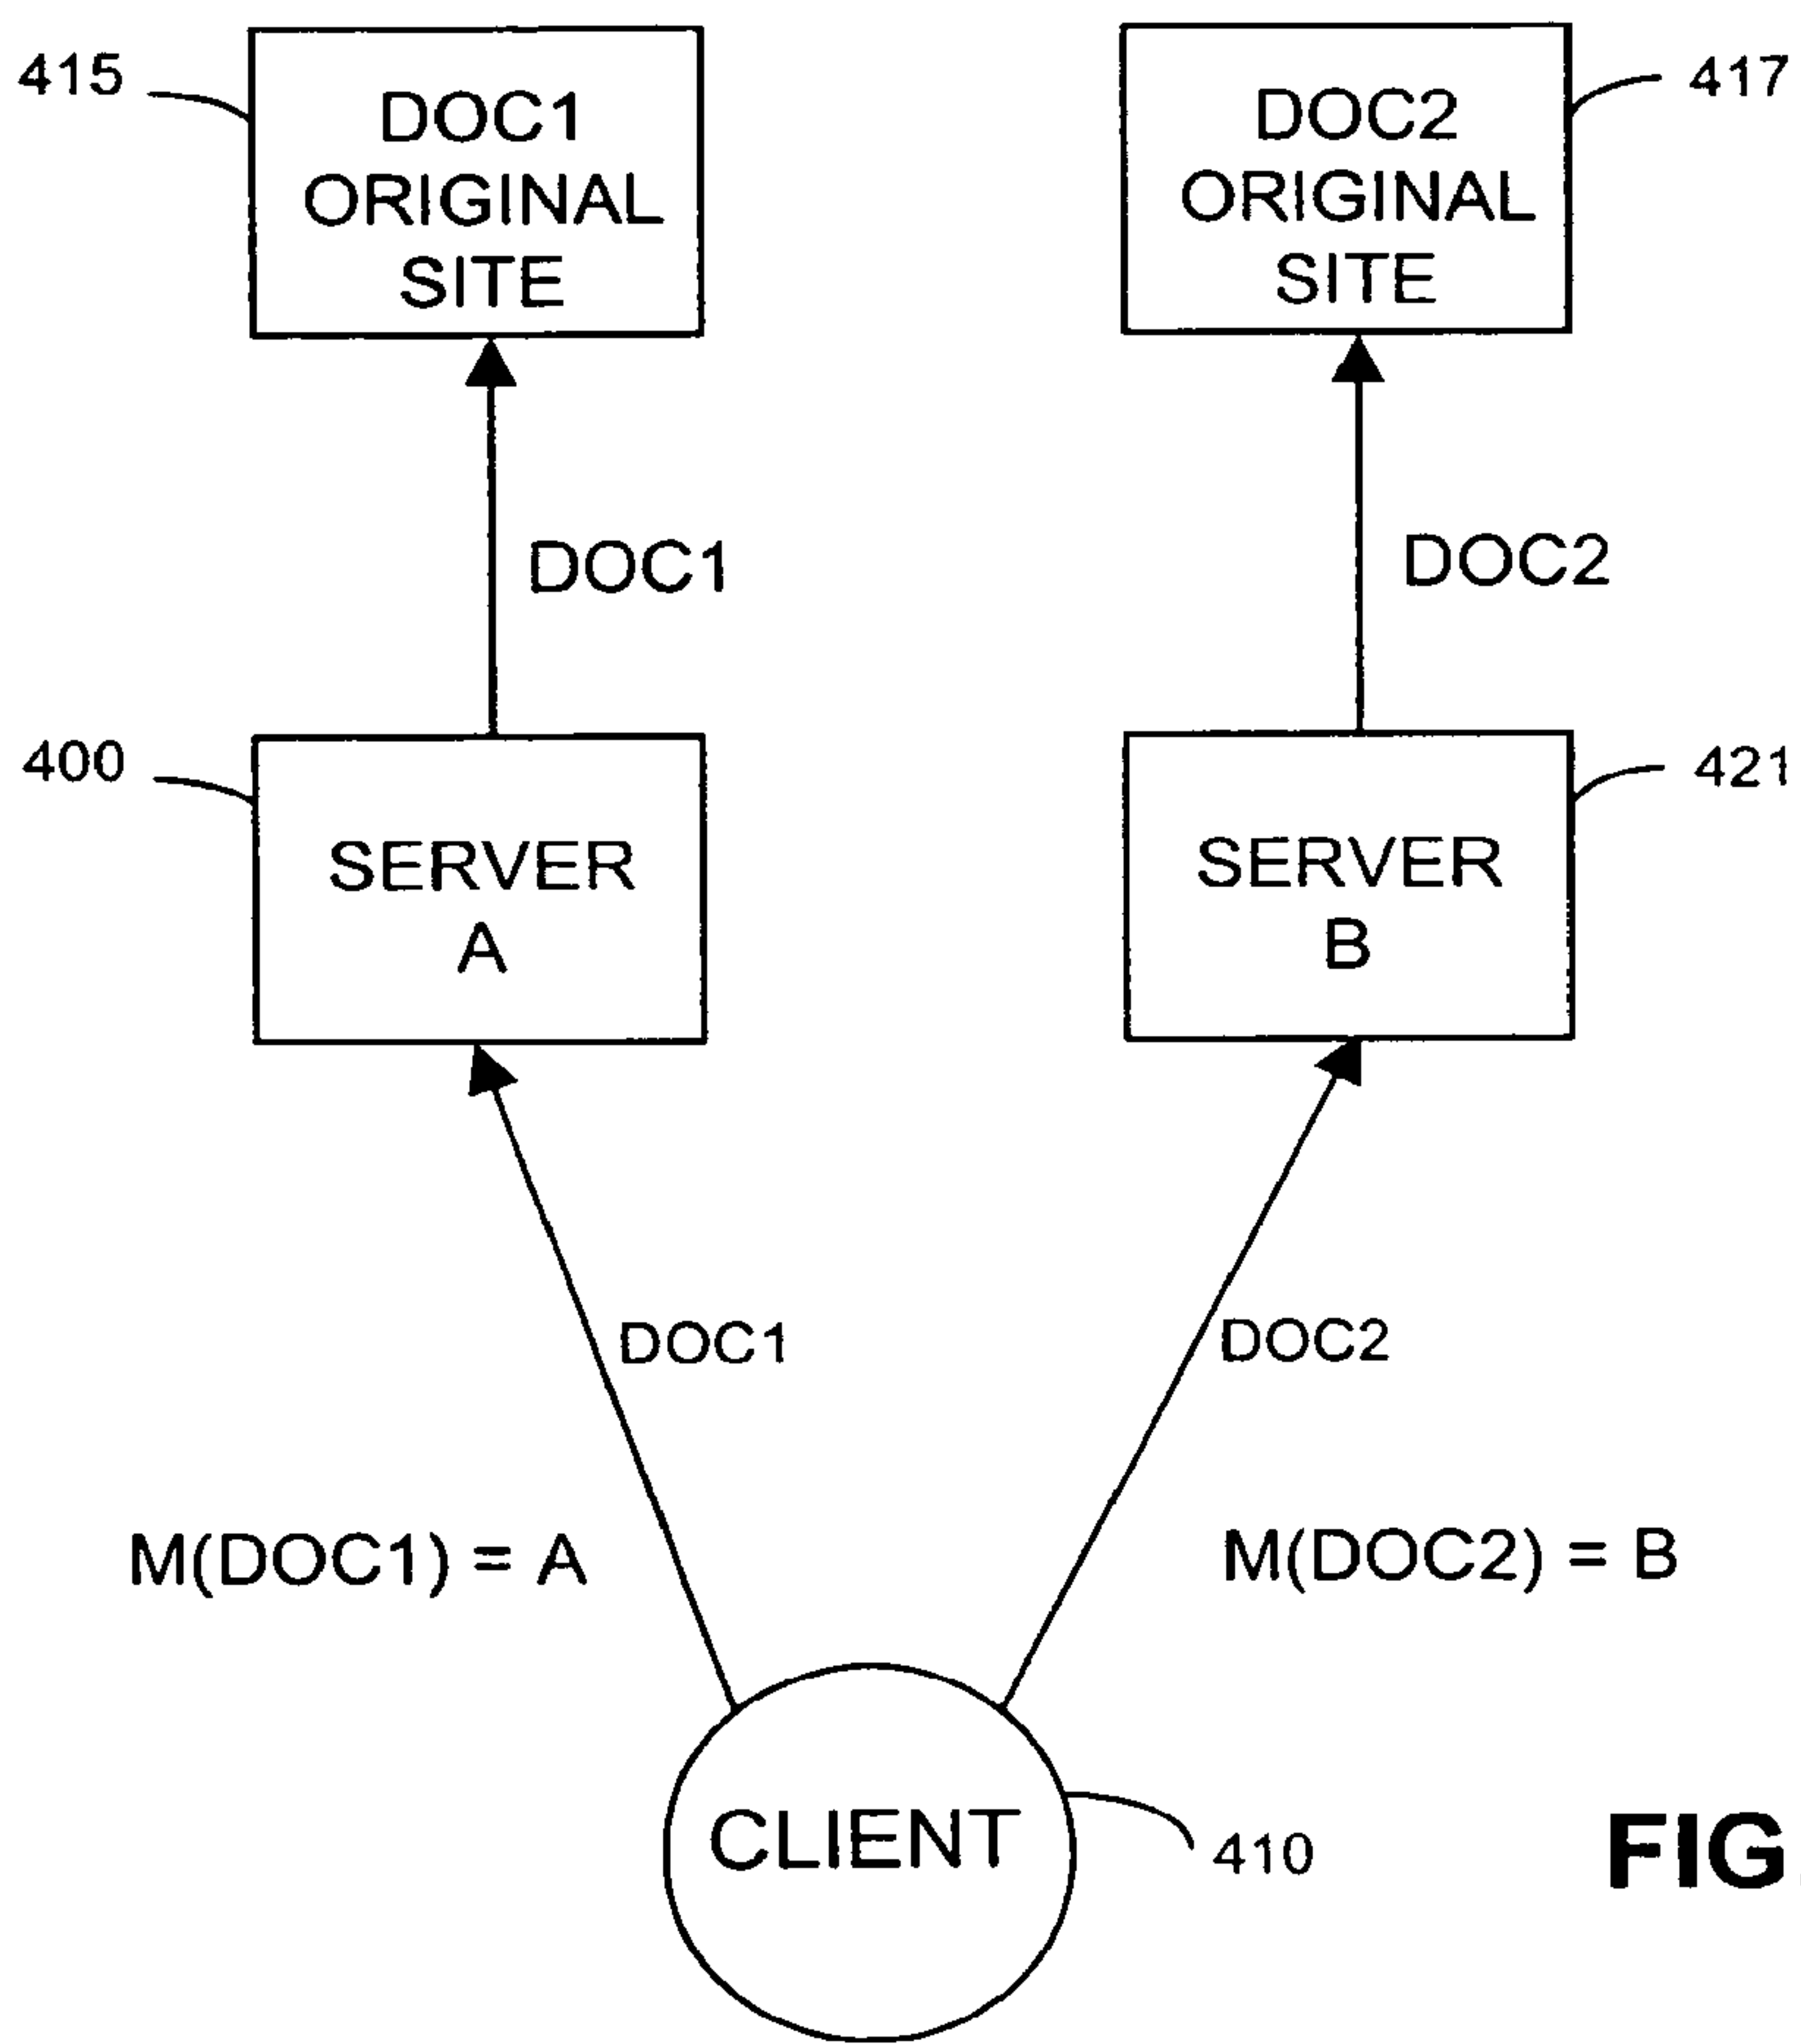 415
DOC1
ORIGINAL
SITE
DOC2
ORIGINAL
SITE
417
DOC1
DOC2
400
SERVER
A
SERVER
B
421
DOC1
DOC2
M(DOC1) = A
M(DOC2) = B
CLIENT
410
FIG.